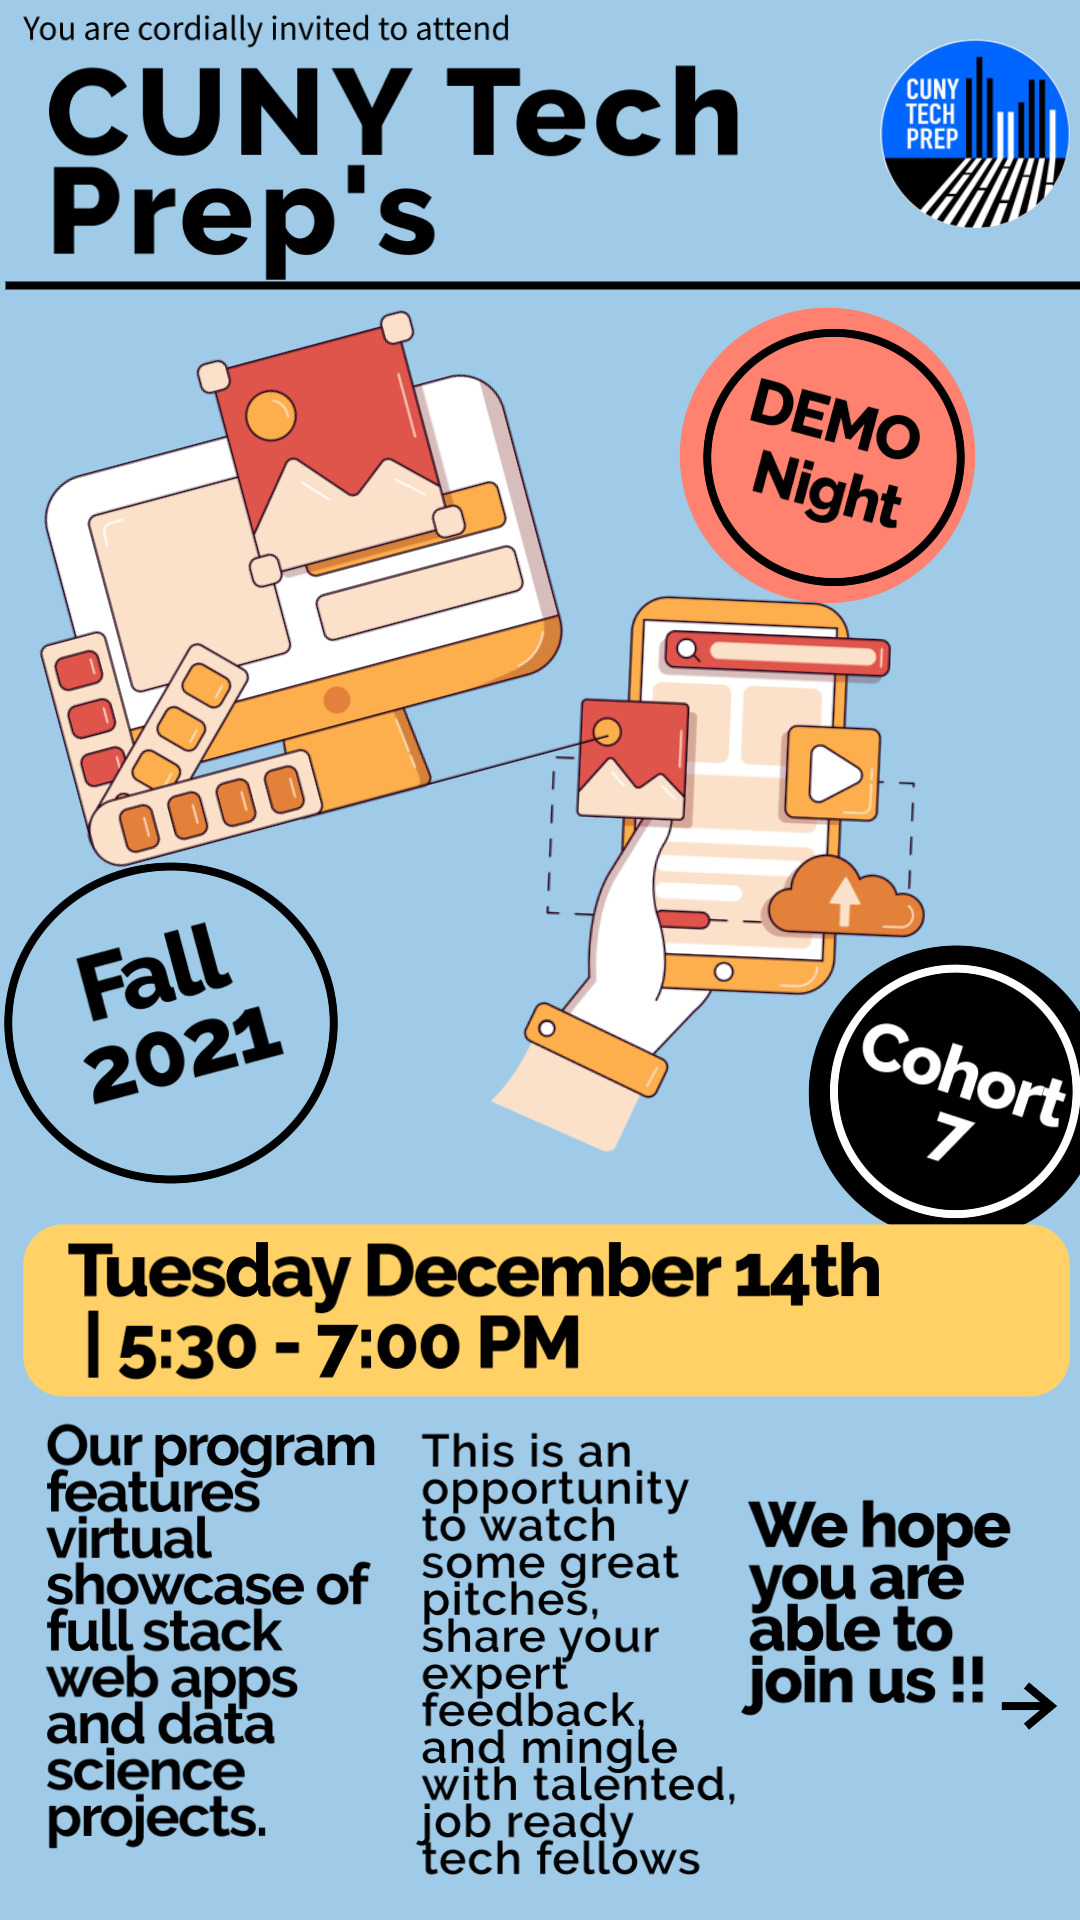 You are cordially invited to attend
CUNY Tech
Prep's
CUNY
TECH
PREP
DEMO
Night
Fall
2021
Cohort
7
Tuesday December 14th
| 5:30 - 7:00 PM
Our program
features
virtual
showcase of
full stack
web apps
and data
science
projects.
This is an
opportunity
to watch
some great
pitches,
share your
expert
feedback,
and mingle
with talented,
job ready
tech fellows
We hope
you are
able to
join us !!